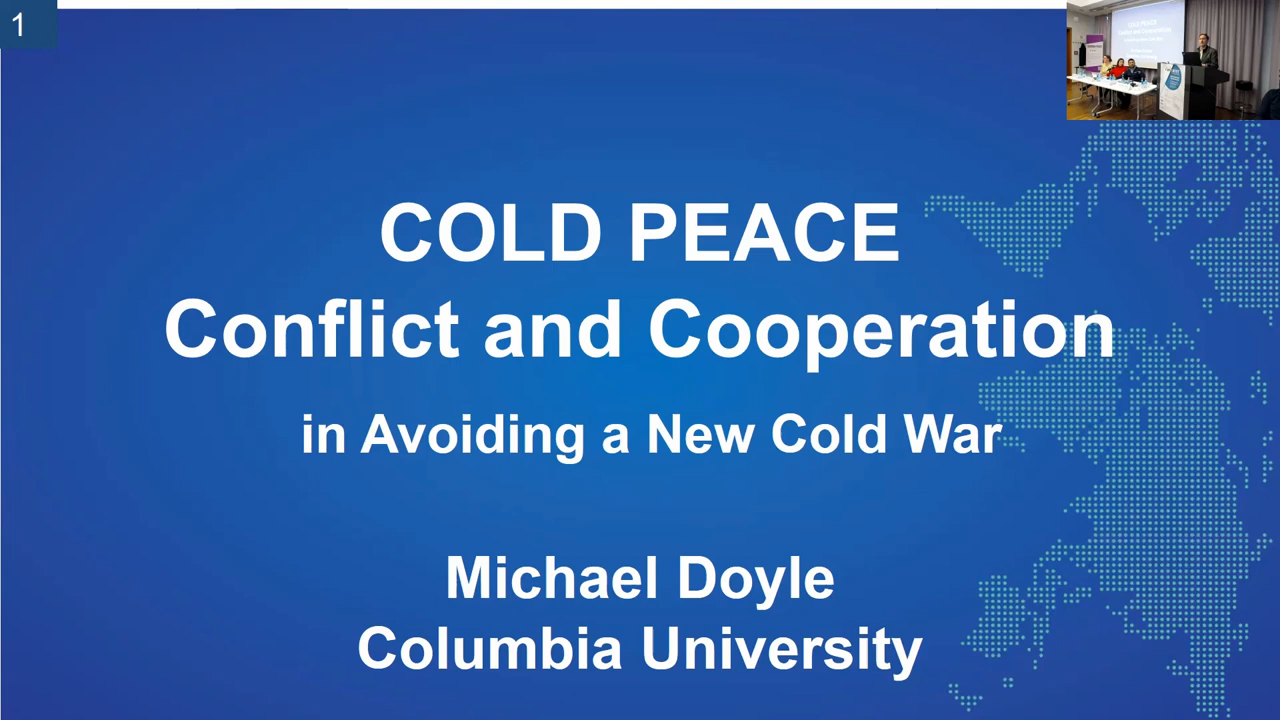 1
COLD PEACE
Conflict and Cooperation
in Avoiding a New Cold War
Michael Doyle
Columbia University